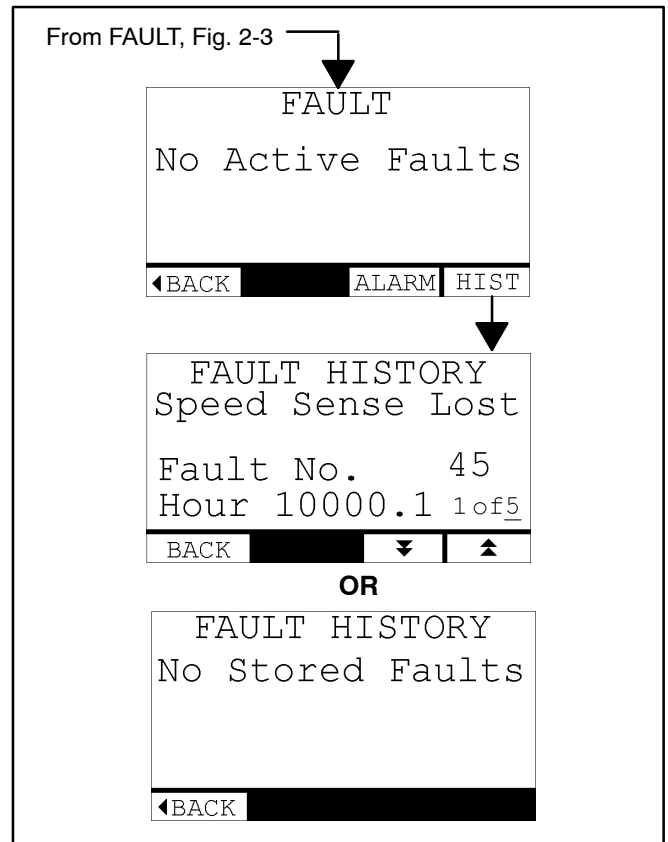 From FAULT, Fig. 2-3
FAULT
No Active Faults
◀BACK ALARM HIST
FAULT HISTORY
Speed Sense Lost
Fault No. 45
Hour 10000.1 1of5
BACK
OR
FAULT HISTORY
No Stored Faults
◀BACK